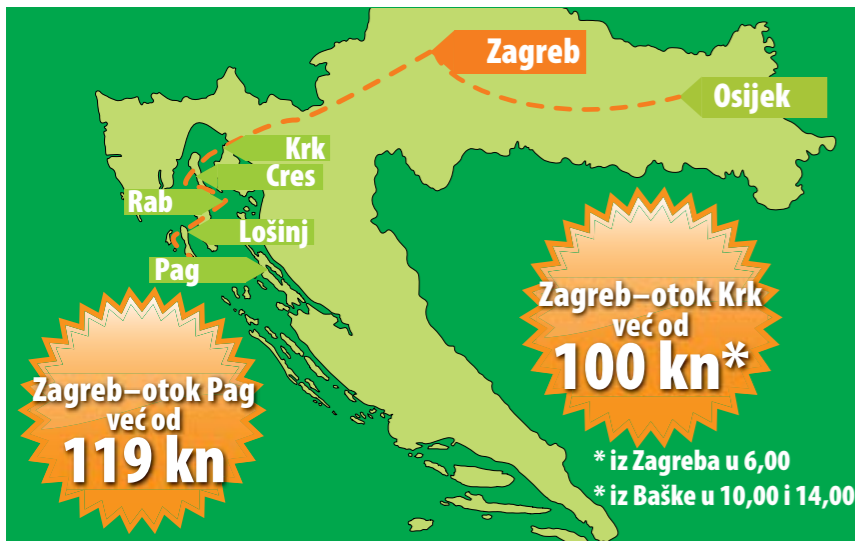 Zagreb
Osijek
Krk
Cres
Rab
Lošinj
Pag
Zagreb–otok Krk
već od
100 kn*
Zagreb–otok Pag
već od
119 kn
* iz Zagreba u 6,00
* iz Baške u 10,00 i 14,00